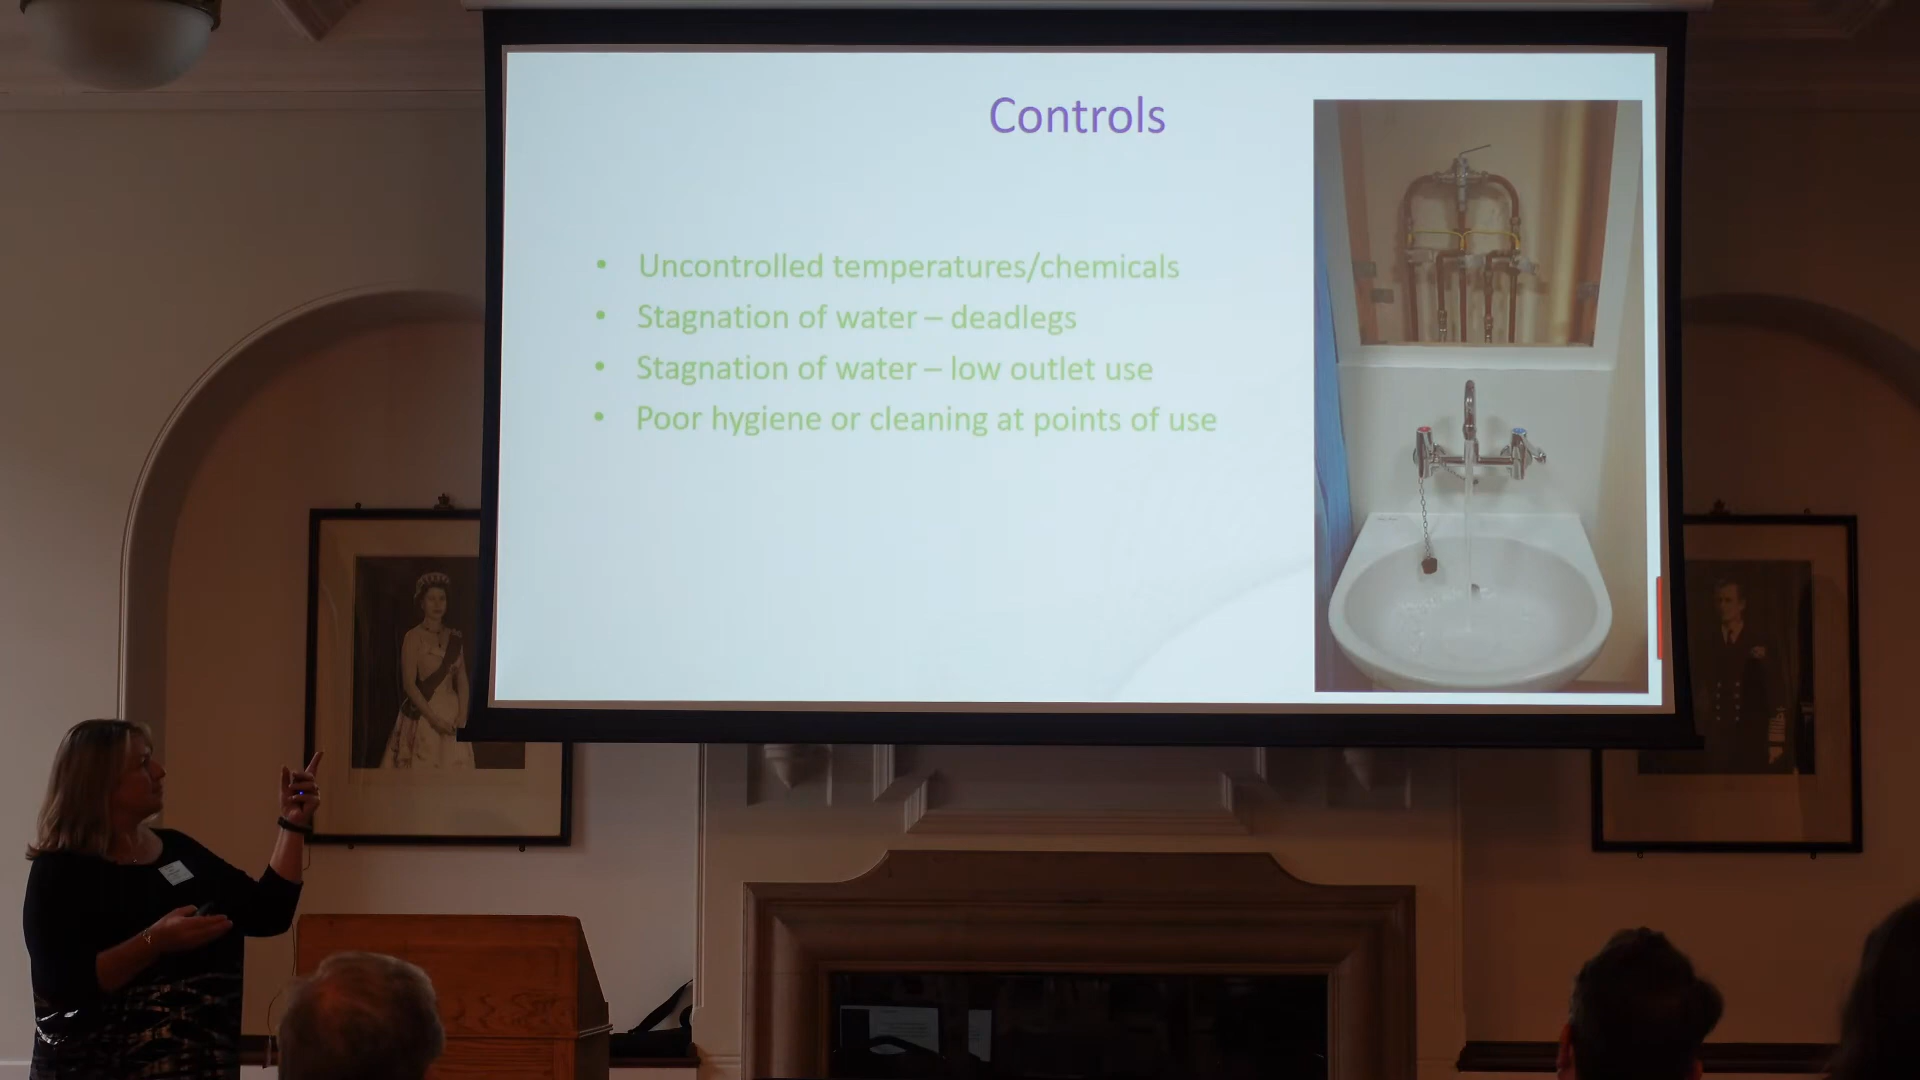 Controls
• Uncontrolled temperatures/chemicals
• Stagnation of water – deadlegs
• Stagnation of water – low outlet use
• Poor hygiene or cleaning at points of use